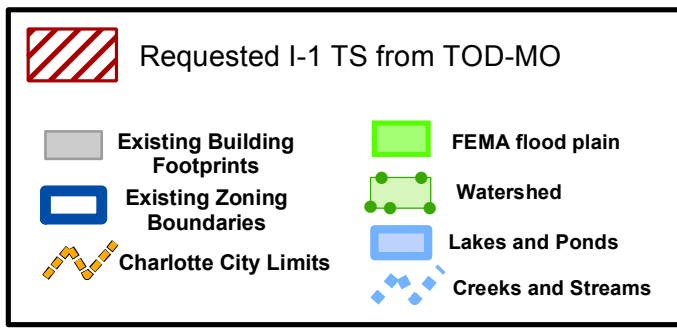 Requested I-1 TS from TOD-MO
Existing Building
Footprints
Existing Zoning
Boundaries
Charlotte City Limits
FEMA flood plain
Watershed
Lakes and Ponds
Creeks and Streams